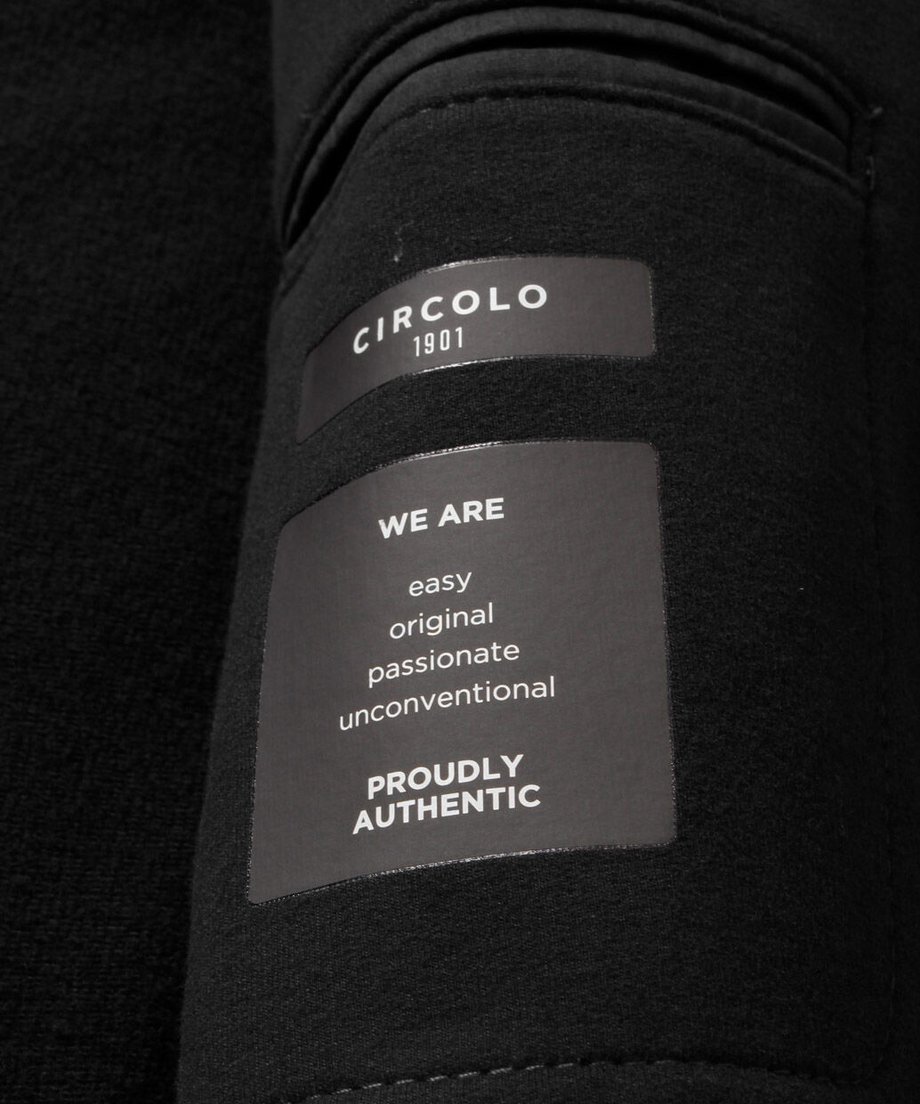 CIRCOLO
1901
WE ARE
easy
original
passionate
unconventional
PROUDLY
AUTHENTIC